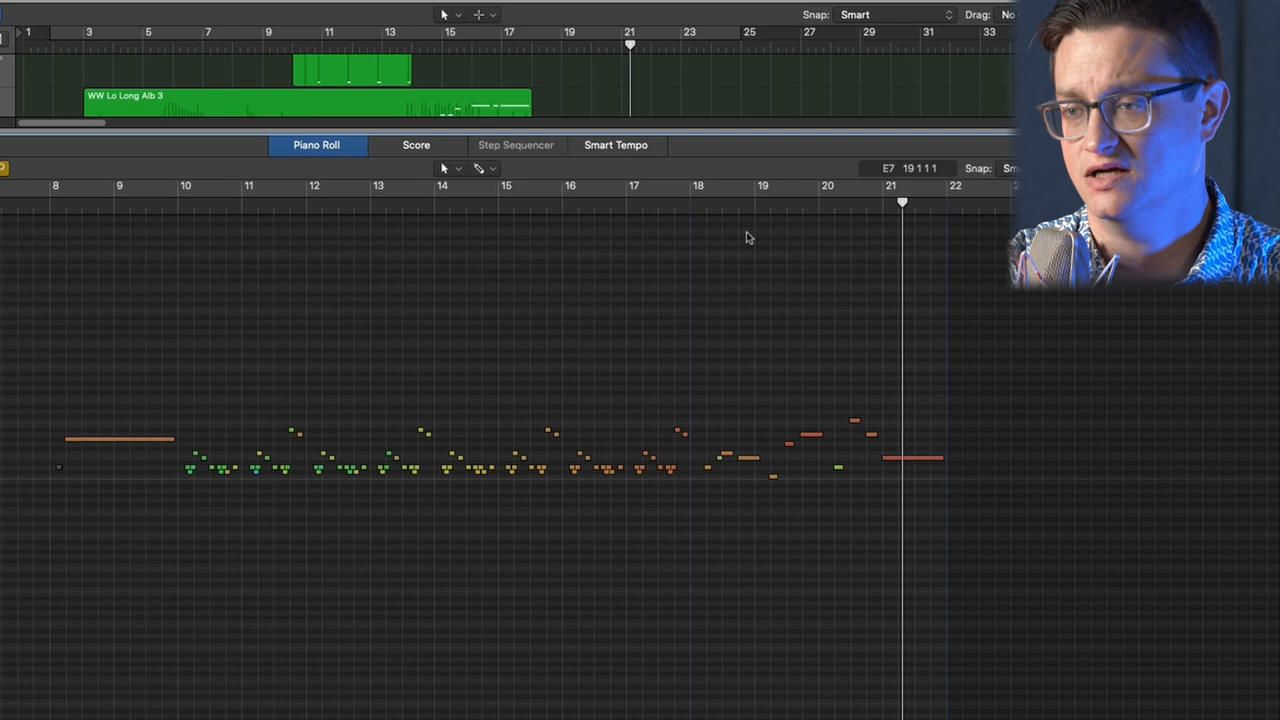 Snap: Smart Drag: No
1 3 5 7 9 11 13 15 17 19 21 23 25 27 29 31 33
WW Lo Long Alb 3
Piano Roll Score Step Sequencer Smart Tempo
E7 19 1 1 1 Snap: Sm
8 9 10 11 12 13 14 15 16 17 18 19 20 21 22